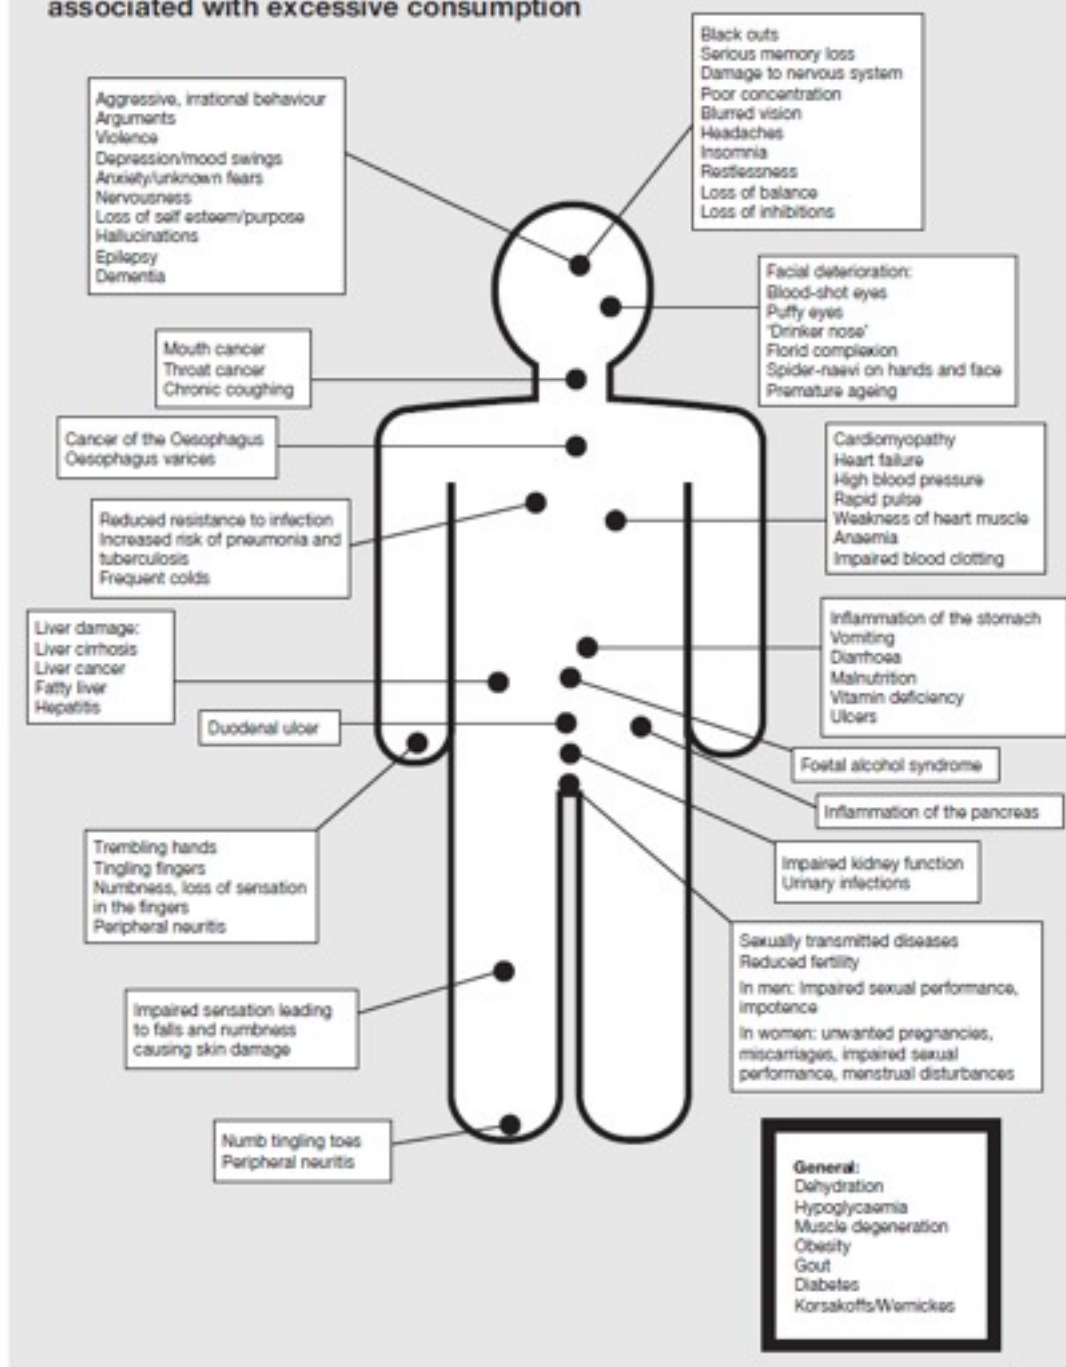 associated with excessive consumption
Black outs
Serious memory loss
Damage to nervous system
Poor concentration
Blurred vision
Headaches
Insomnia
Restlessness
Loss of balance
Loss of inhibitions
Aggressive, irrational behaviour
Arguments
Violence
Depression/mood swings
Anxiety/unknown fears
Nervousness
Loss of self esteem/purpose
Hallucinations
Epilepsy
Dementia
Facial deterioration:
Blood-shot eyes
Puffy eyes
'Drinker nose'
Florid complexion
Spider-naevi on hands and face
Premature ageing
Mouth cancer
Throat cancer
Chronic coughing
Cancer of the Oesophagus
Oesophagus varices
Cardiomyopathy
Heart failure
High blood pressure
Rapid pulse
Weakness of heart muscle
Anaemia
Impaired blood clotting
Reduced resistance to infection
Increased risk of pneumonia and
tuberculosis
Frequent colds
Inflammation of the stomach
Vomiting
Diarrhoea
Malnutrition
Vitamin deficiency
Ulcers
Liver damage:
Liver cirrhosis
Liver cancer
Fatty liver
Hepatitis
Duodenal ulcer
Foetal alcohol syndrome
Inflammation of the pancreas
Trembling hands
Tingling fingers
Numbness, loss of sensation
in the fingers
Peripheral neuritis
Impaired kidney function
Urinary infections
Sexually transmitted diseases
Reduced fertility
In men: Impaired sexual performance,
impotence
In women: unwanted pregnancies,
miscarriages, impaired sexual
performance, menstrual disturbances
Impaired sensation leading
to falls and numbness
causing skin damage
Numb tingling toes
Peripheral neuritis
General:
Dehydration
Hypoglycaemia
Muscle degeneration
Obesity
Gout
Diabetes
Korsakoffs/Wernickes